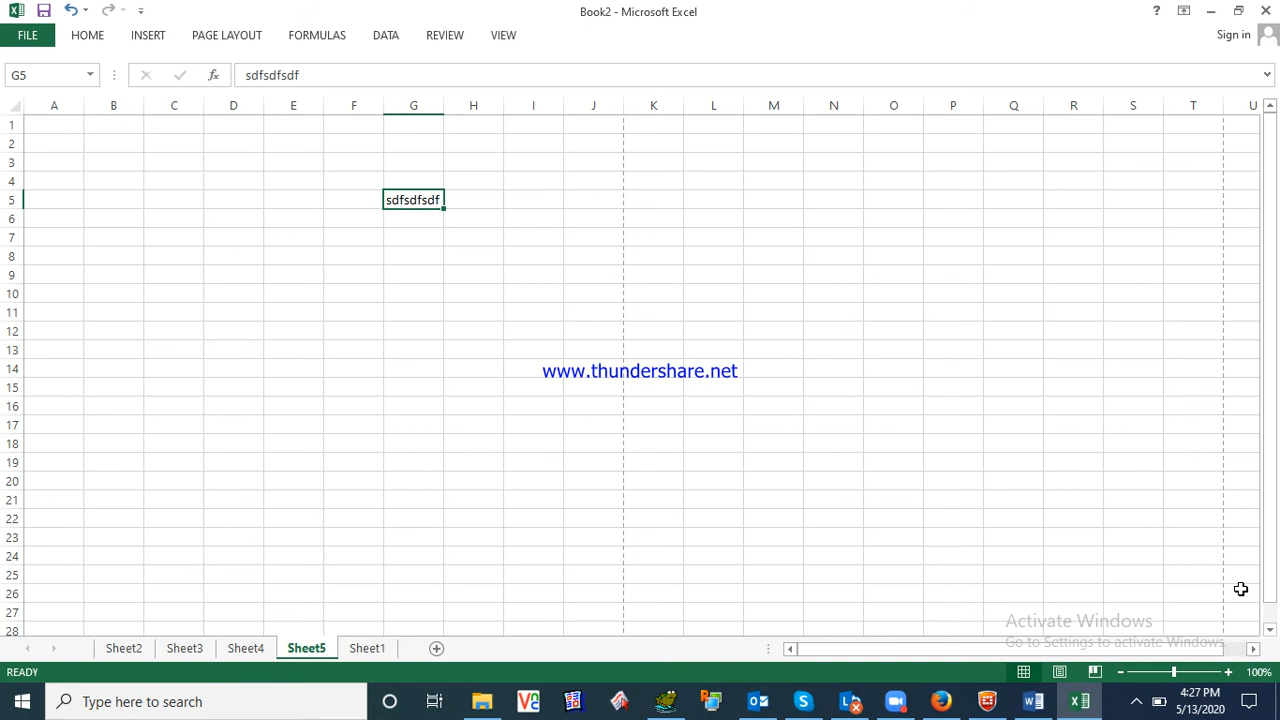 Book2 - Microsoft Excel
?
FILE HOME INSERT PAGE LAYOUT FORMULAS DATA REVIEW VIEW
Sign in
G5 fx sdfsdfsdf
A B C D E F G H I J K L M N O P Q R S T U
1
2
3
4
5 sdfsdfsdf
6
7
8
9
10
11
12
13
14
www.thundershare.net
15
16
17
18
19
20
21
22
23
24
25
26
27
28
Activate Windows
Go to Settings to activate Windows.
Sheet2 Sheet3 Sheet4 Sheet5 Sheet1
READY
100%
Type here to search
4:27 PM
5/13/2020